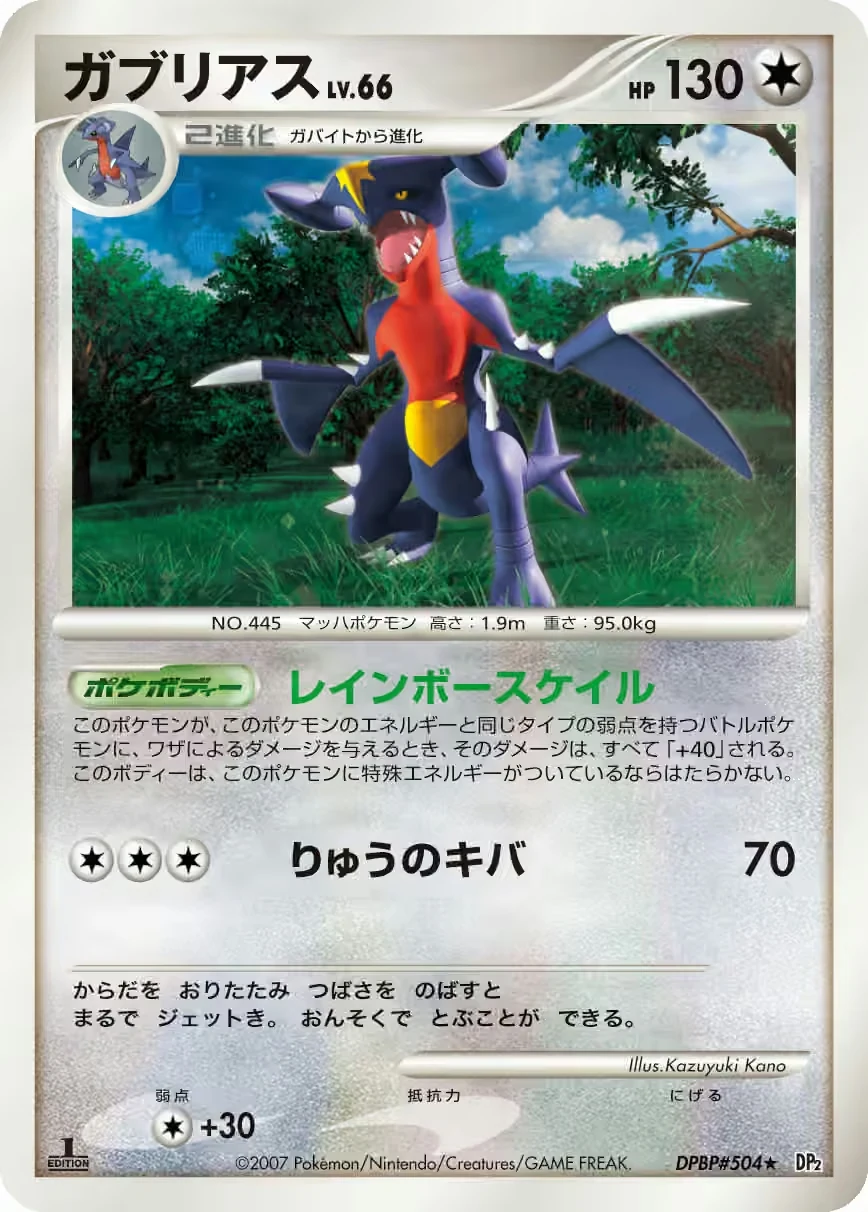 ガブリアス LV.66 HP 130
2進化 ガバイトから進化
NO.445 マッハポケモン 高さ：1.9m 重さ：95.0kg
ポケボディー レインボースケイル
このポケモンが、このポケモンのエネルギーと同じタイプの弱点を持つバトルポケ
モンに、ワザによるダメージを与えるとき、そのダメージは、すべて「+40」される。
このボディーは、このポケモンに特殊エネルギーがついているならはたらかない。
りゅうのキバ 70
からだを おりたたみ つばさを のばすと
まるで ジェットき。 おんそくで とぶことが できる。
Illus.Kazuyuki Kano
弱点 抵抗力 にげる
+30
1 EDITION ©2007 Pokémon/Nintendo/Creatures/GAME FREAK. DPBP#504★ DP2